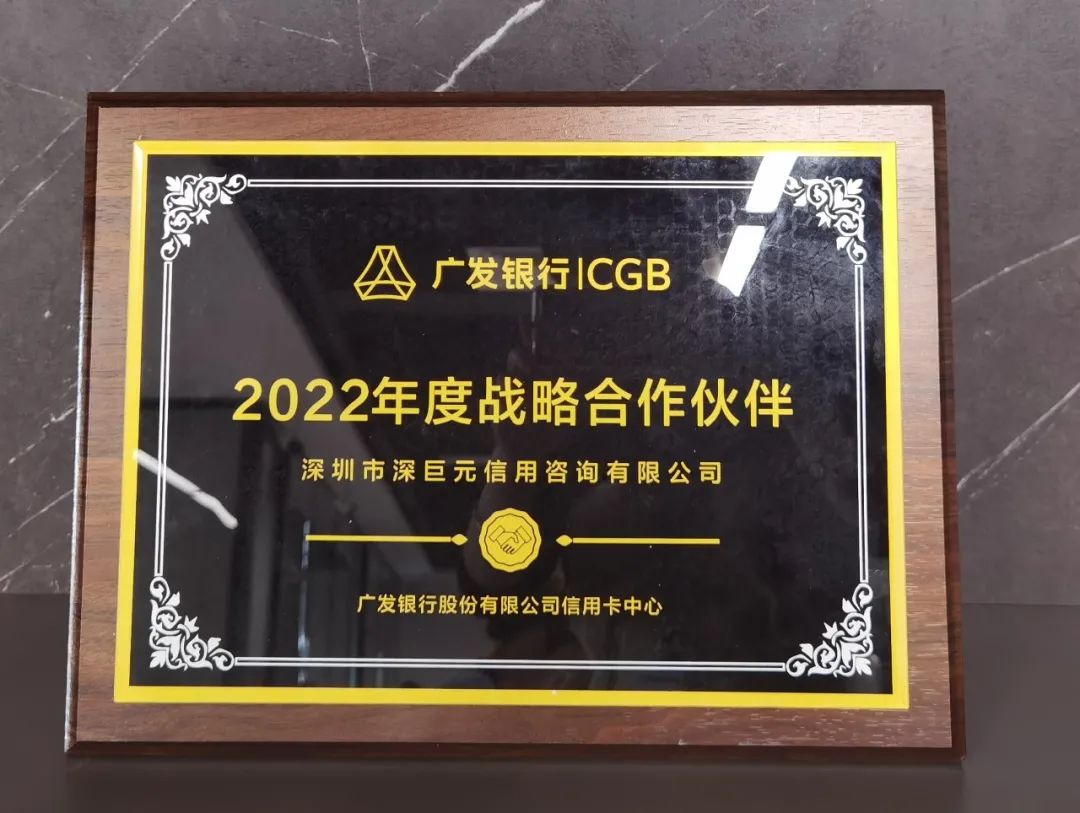 广发银行|CGB
2022年度战略合作伙伴
深圳市深巨元信用咨询有限公司
广发银行股份有限公司信用卡中心